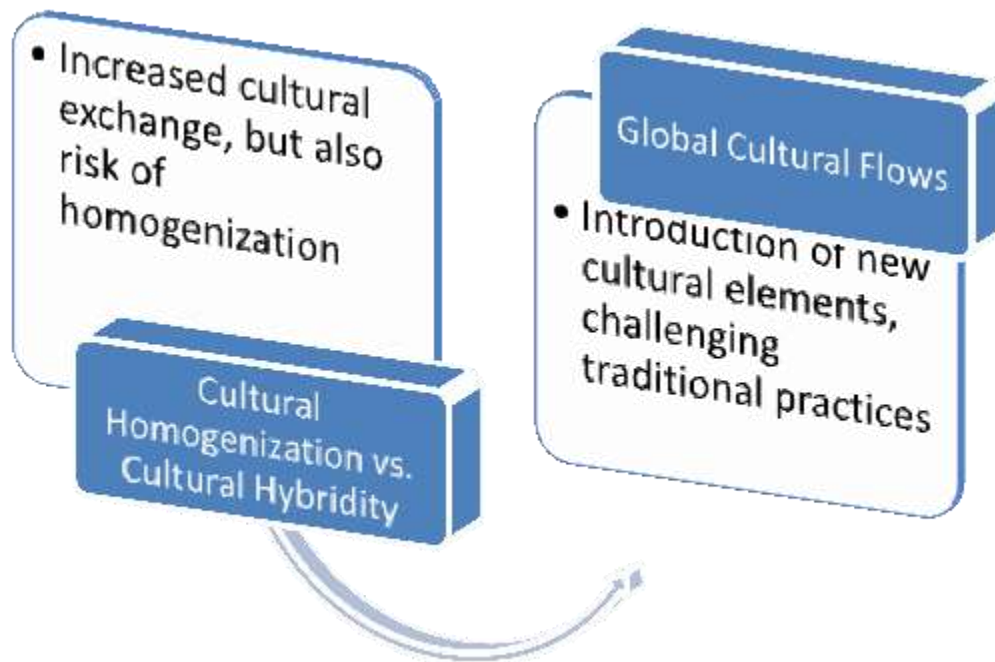 • Increased cultural
exchange, but also
risk of
homogenization
Cultural
Homogenization vs.
Cultural Hybridity
Global Cultural Flows
• Introduction of new
cultural elements,
challenging
traditional practices